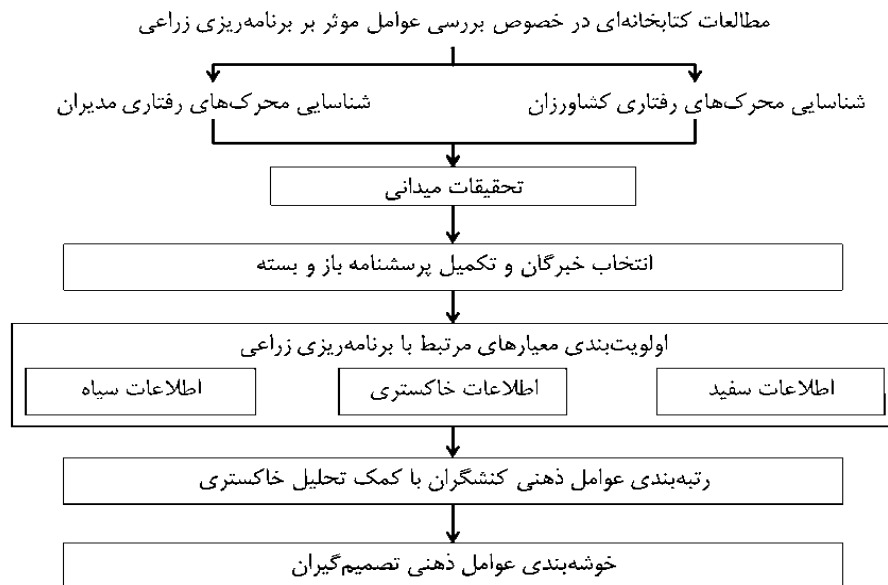 مطالعات کتابخانه‌ای در خصوص بررسی عوامل موثر بر برنامه‌ریزی زراعی
شناسایی محرک‌های رفتاری کشاورزان
شناسایی محرک‌های رفتاری مدیران
تحقیقات میدانی
انتخاب خبرگان و تکمیل پرسشنامه باز و بسته
اولویت‌بندی معیارهای مرتبط با برنامه‌ریزی زراعی
اطلاعات سفید
اطلاعات خاکستری
اطلاعات سیاه
رتبه‌بندی عوامل ذهنی کنشگران با کمک تحلیل خاکستری
خوشه‌بندی عوامل ذهنی تصمیم‌گیران